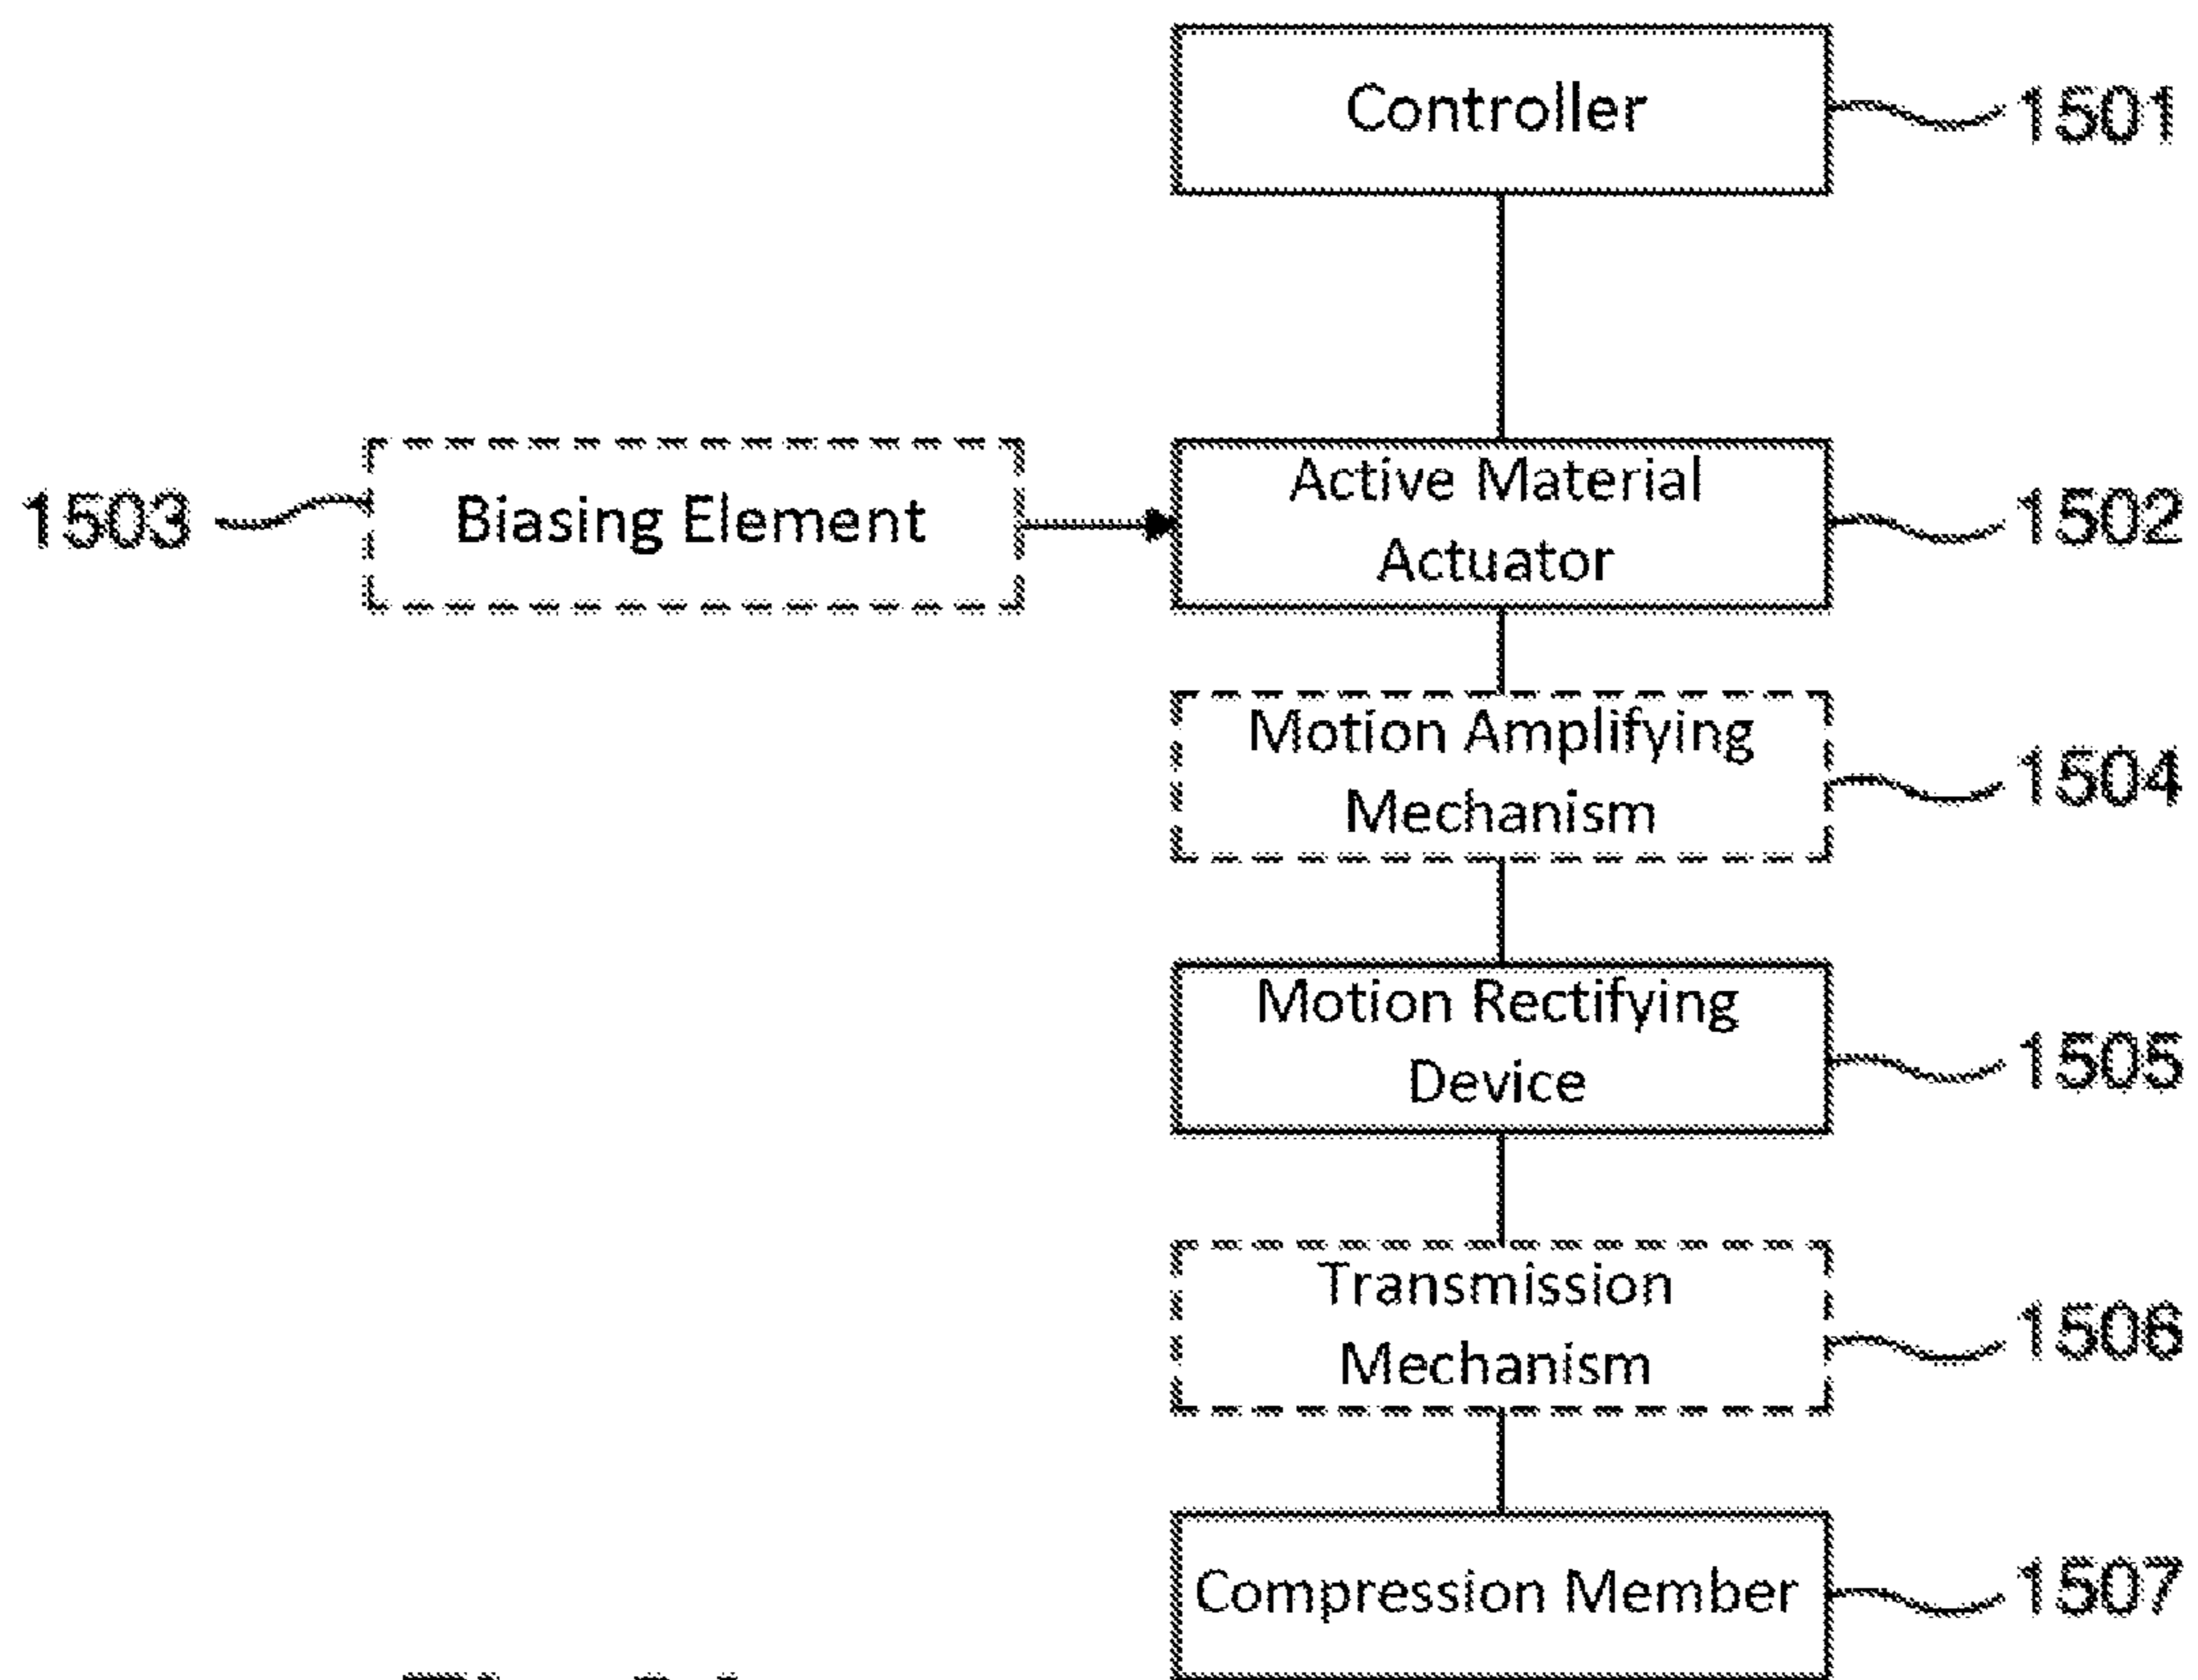 Controller
1501
1503
Biasing Element
Active Material
Actuator
1502
Motion Amplifying
Mechanism
1504
Motion Rectifying
Device
1505
Transmission
Mechanism
1506
Compression Member
1507